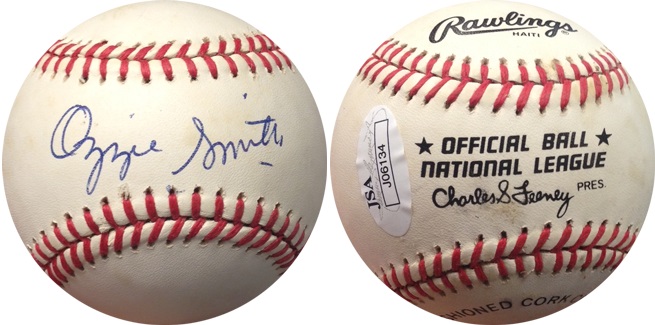 Ozzie Smith
Rawlings
HAITI
JSA
J06134
★ OFFICIAL BALL ★
NATIONAL LEAGUE
Charles S Feeney PRES.
HIONED CORK C